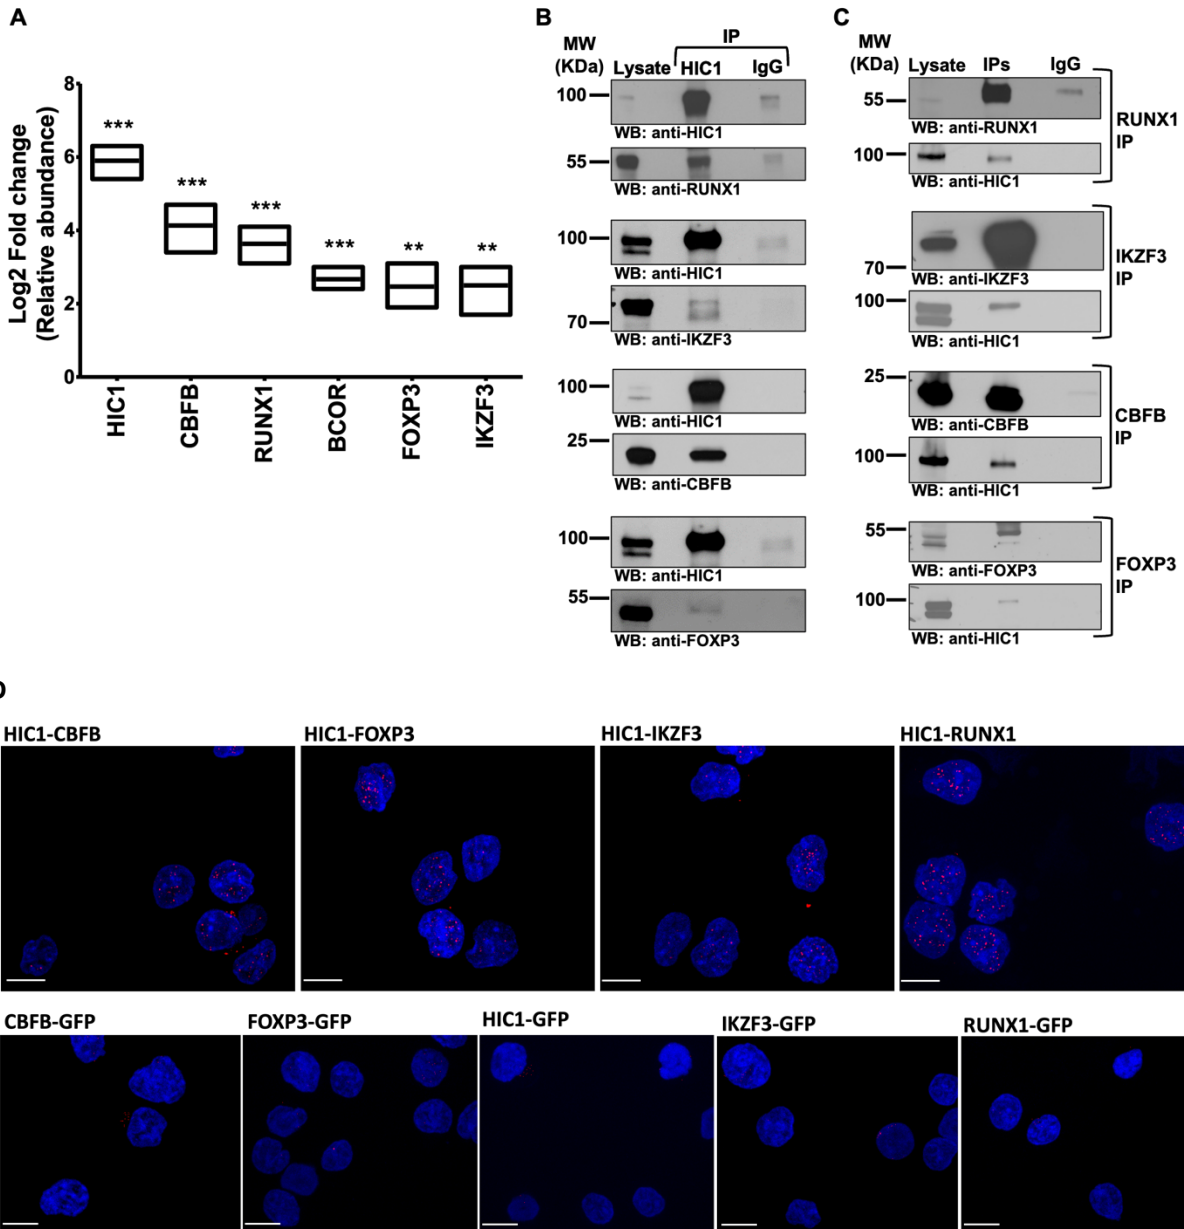 A
Log2 Fold change
(Relative abundance)
8
6
4
2
0
***
***
***
***
**
**
HIC1
CBFB
RUNX1
BCOR
FOXP3
IKZF3
B
MW
(KDa)
IP
Lysate HIC1 IgG
100
WB: anti-HIC1
55
WB: anti-RUNX1
100
WB: anti-HIC1
70
WB: anti-IKZF3
100
WB: anti-HIC1
25
WB: anti-CBFB
100
WB: anti-HIC1
55
WB: anti-FOXP3
C
MW
(KDa)
Lysate IPs IgG
55
WB: anti-RUNX1
100
WB: anti-HIC1
RUNX1
IP
70
WB: anti-IKZF3
100
WB: anti-HIC1
IKZF3
IP
25
WB: anti-CBFB
100
WB: anti-HIC1
CBFB
IP
55
WB: anti-FOXP3
100
WB: anti-HIC1
FOXP3
IP
HIC1-CBFB
HIC1-FOXP3
HIC1-IKZF3
HIC1-RUNX1
CBFB-GFP
FOXP3-GFP
HIC1-GFP
IKZF3-GFP
RUNX1-GFP